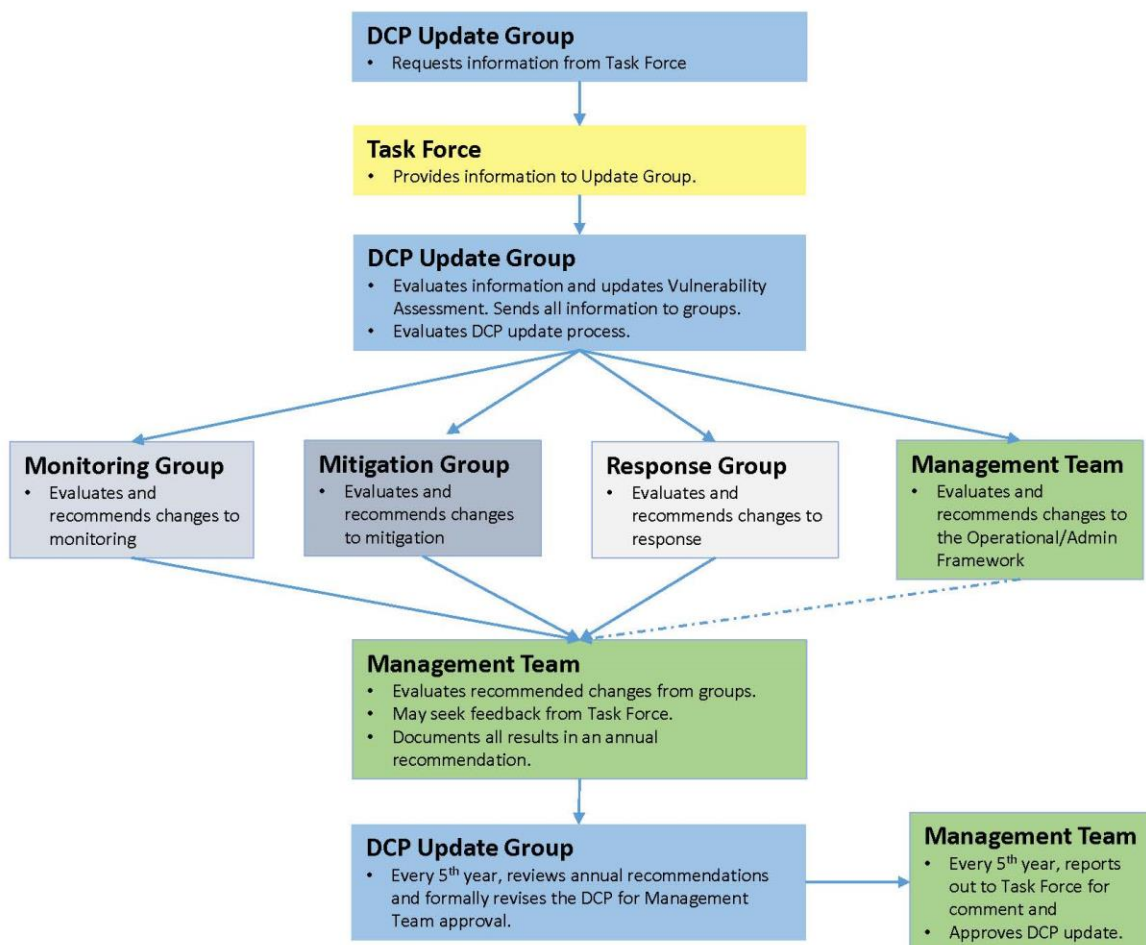 DCP Update Group
• Requests information from Task Force
Task Force
• Provides information to Update Group.
DCP Update Group
• Evaluates information and updates Vulnerability
Assessment. Sends all information to groups.
• Evaluates DCP update process.
Monitoring Group
• Evaluates and
recommends changes to
monitoring
Mitigation Group
• Evaluates and
recommends changes
to mitigation
Response Group
• Evaluates and
recommends changes to
response
Management Team
• Evaluates and
recommends changes to
the Operational/Admin
Framework
Management Team
• Evaluates recommended changes from groups.
• May seek feedback from Task Force.
• Documents all results in an annual
recommendation.
DCP Update Group
• Every 5th year, reviews annual recommendations
and formally revises the DCP for Management
Team approval.
Management Team
• Every 5th year, reports
out to Task Force for
comment and
• Approves DCP update.